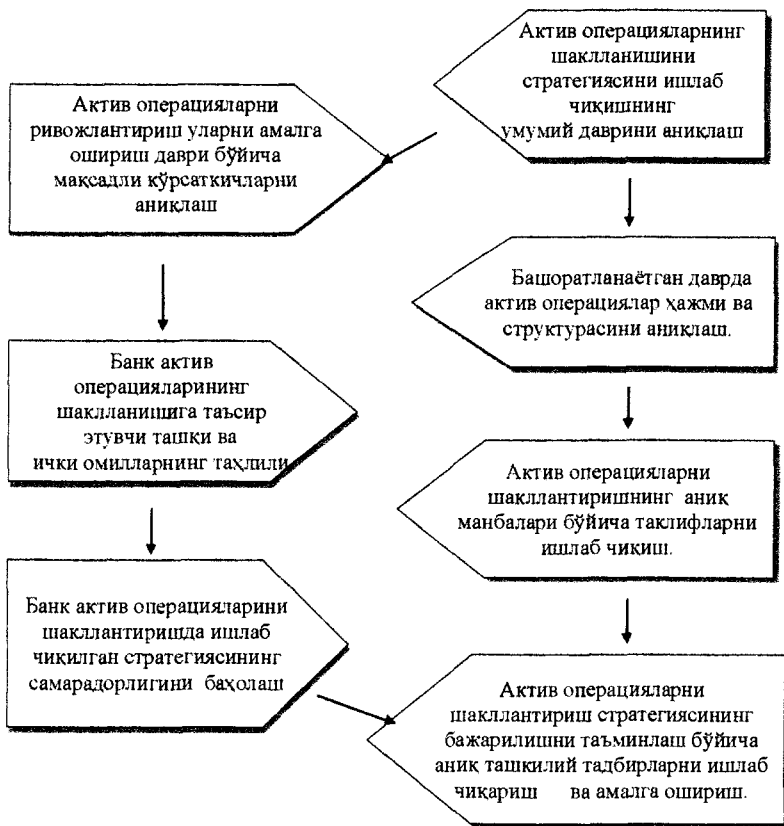 Актив операцияларнинг
шаклланишини
стратегиясини ишлаб
чиқишнинг
умумий даврини аниқлаш
Актив операцияларни
ривожлантириш уларни амалга
ошириш даври бўйича
мақсадли кўрсаткичларни
аниқлаш
Башоратланаётган даврда
актив операциялар ҳажми ва
структурасини аниқлаш.
Банк актив
операцияларининг
шаклланишига таъсир
этувчи ташқи ва
ички омилларнинг таҳлили
Актив операцияларни
шакллантиришнинг аниқ
манбалари бўйича таклифларни
ишлаб чиқиш.
Банк актив операцияларини
шакллантиришда ишлаб
чиқилган стратегиясининг
самарадорлигини баҳолаш
Актив операцияларни
шакллантириш стратегиясининг
бажарилишни таъминлаш бўйича
аниқ ташкилий тадбирларни ишлаб
чиқариш ва амалга ошириш.